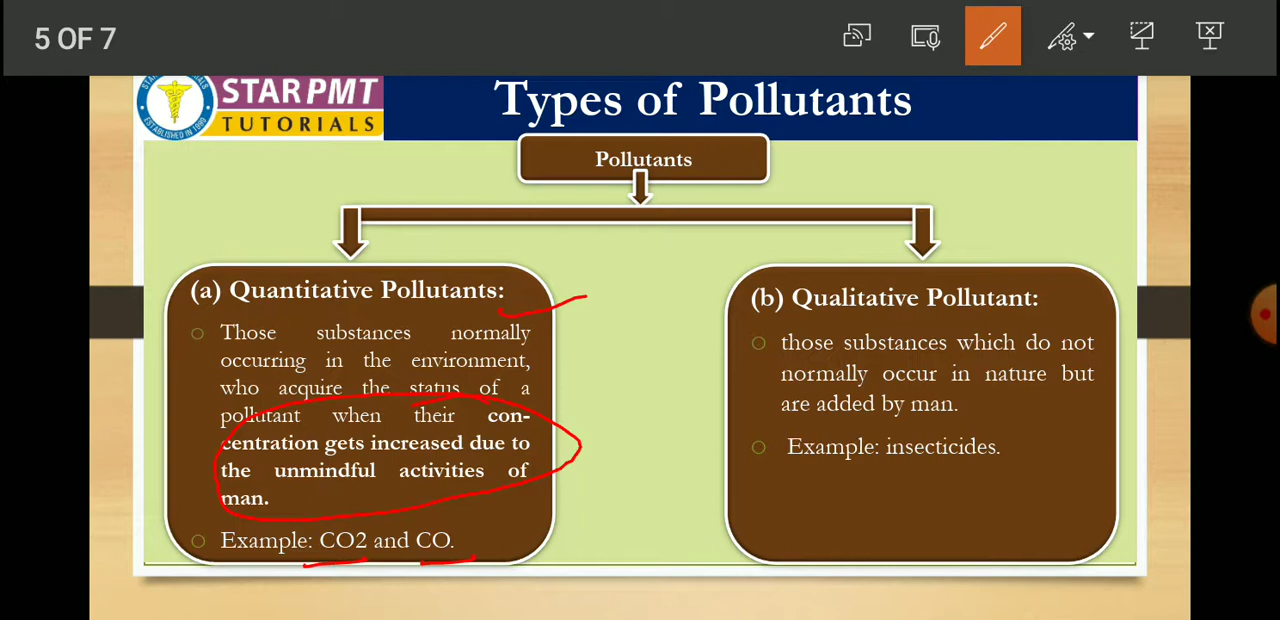 5 OF 7
STAR PMT
TUTORIALS
ESTABLISHED IN 1989
Types of Pollutants
Pollutants
(a) Quantitative Pollutants:
Those substances normally
occurring in the environment,
who acquire the status of a
pollutant when their con-
centration gets increased due to
the unmindful activities of
man.
Example: CO2 and CO.
(b) Qualitative Pollutant:
those substances which do not
normally occur in nature but
are added by man.
Example: insecticides.